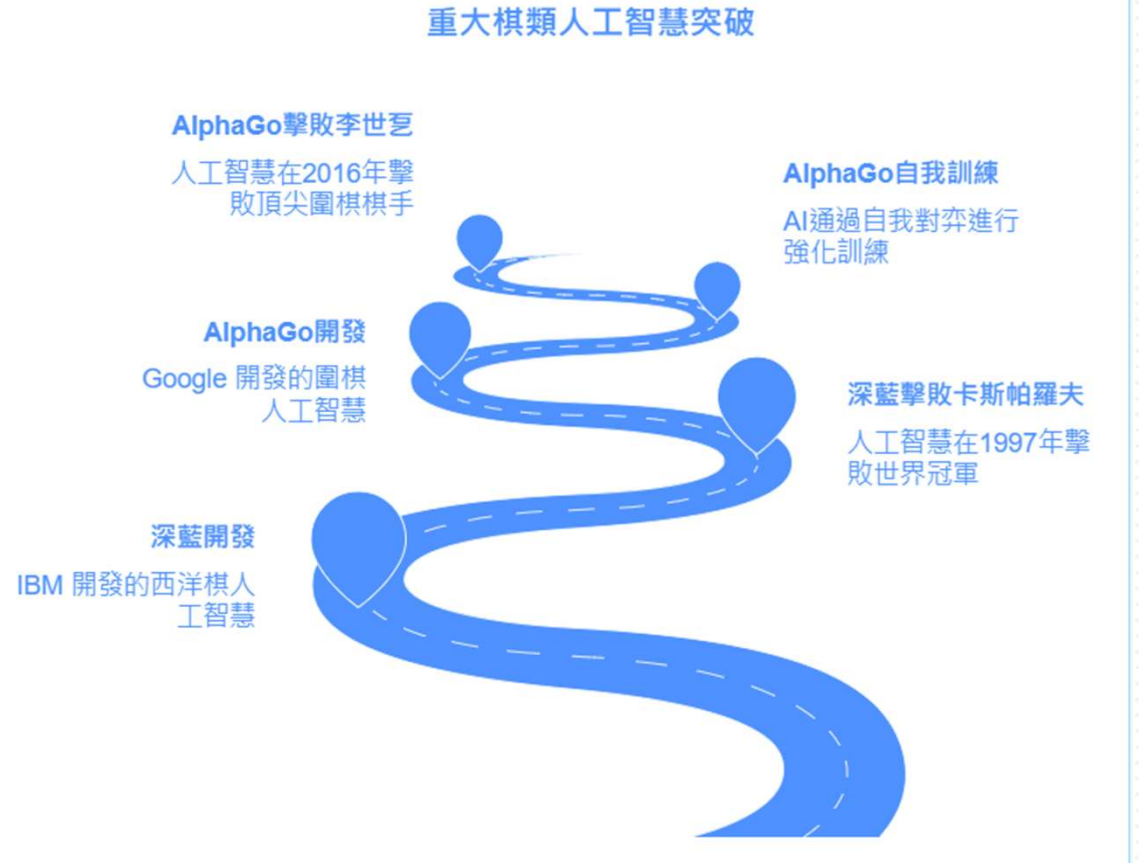 重大棋類人工智慧突破
AlphaGo擊敗李世乭
人工智慧在2016年擊
敗頂尖圍棋棋手
AlphaGo自我訓練
AI通過自我對弈進行
強化訓練
AlphaGo開發
Google 開發的圍棋
人工智慧
深藍擊敗卡斯帕羅夫
人工智慧在1997年擊
敗世界冠軍
深藍開發
IBM 開發的西洋棋人
工智慧